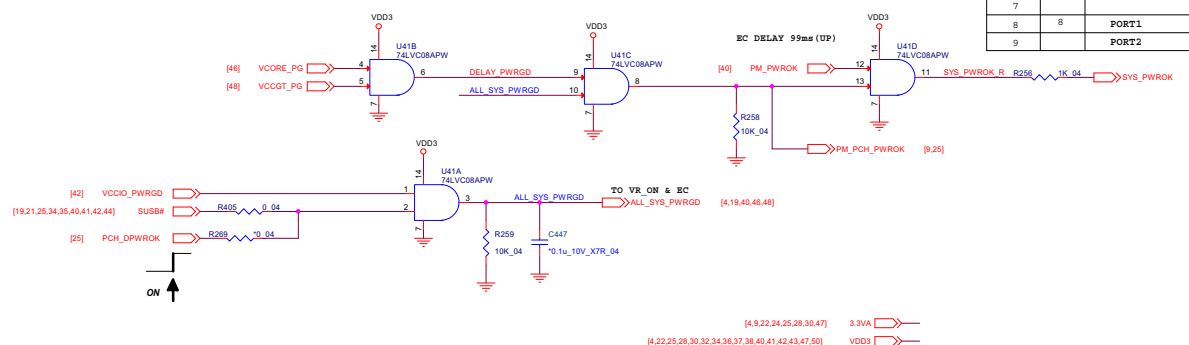 7
8 8 PORT1
9 PORT2
VDD3
U41B
74LVC08APW
14
[46] VCORE_PG 4
[48] VCCGT_PG 5
6
7
DELAY_PWRGD 9
ALL_SYS_PWRGD 10
VDD3
U41C
74LVC08APW
14
8
7
EC DELAY 99ms(UP)
[40] PM_PWROK 12
13
VDD3
U41D
74LVC08APW
14
11 SYS_PWROK_R R256 1K_04 SYS_PWROK
7
R258
10K_04
PM_PCH_PWROK [9,25]
VDD3
U41A
74LVC08APW
14
[42] VCCIO_PWRGD 1
[19,21,25,34,35,40,41,42,44] SUSB# R405 0_04 2
[25] PCH_DPWROK R269 *0_04
3 ALL_SYS_PWRGD
7
TO VR_ON & EC
ALL_SYS_PWRGD [4,19,40,46,48]
R259
10K_04
C447
*0.1u_10V_X7R_04
ON
[4,9,22,24,25,28,30,47] 3.3VA
[4,22,25,28,30,32,34,36,37,38,40,41,42,43,47,50] VDD3